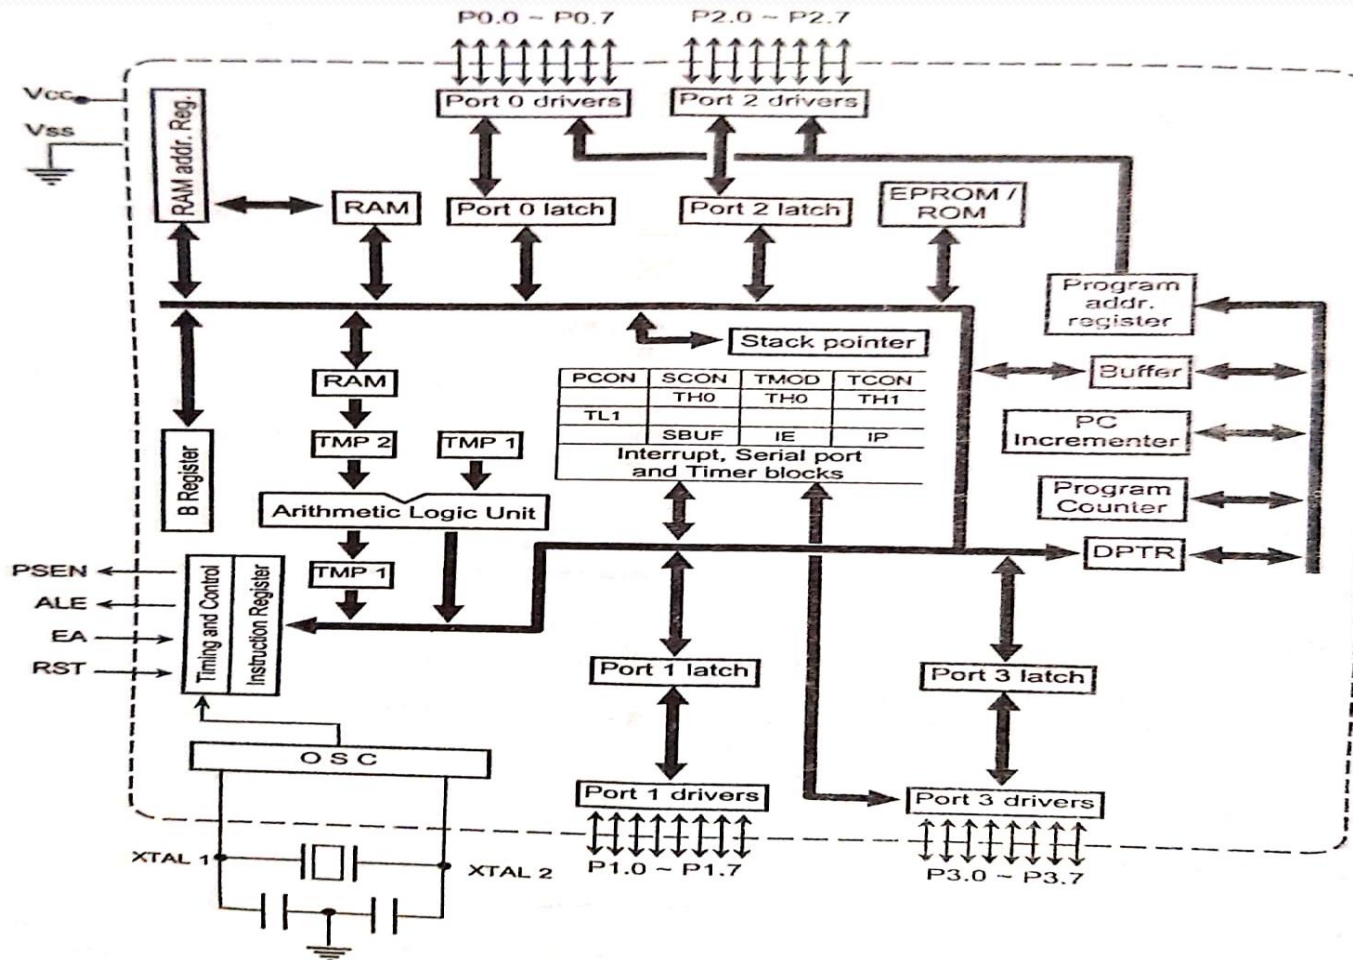 P0.0 ~ P0.7
P2.0 ~ P2.7
Vcc
Vss
RAM addr. Reg.
Port 0 drivers
Port 2 drivers
RAM
Port 0 latch
Port 2 latch
EPROM /
ROM
Program
addr.
register
Stack pointer
Buffer
RAM
PCON SCON TMOD TCON
TH0 TH0 TH1
TL1
SBUF IE IP
Interrupt, Serial port
and Timer blocks
PC
Incrementer
B Register
TMP 2
TMP 1
Arithmetic Logic Unit
Program
Counter
DPTR
TMP 1
PSEN
ALE
EA
RST
Timing and Control
Instruction Register
Port 1 latch
Port 3 latch
O S C
Port 1 drivers
Port 3 drivers
XTAL 1
XTAL 2
P1.0 ~ P1.7
P3.0 ~ P3.7